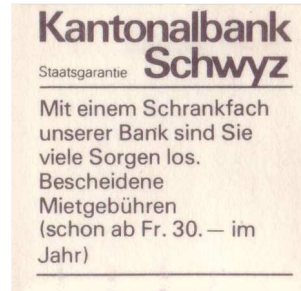 Kantonalbank
Staatsgarantie Schwyz
Mit einem Schrankfach
unserer Bank sind Sie
viele Sorgen los.
Bescheidene
Mietgebühren
(schon ab Fr. 30.— im
Jahr)